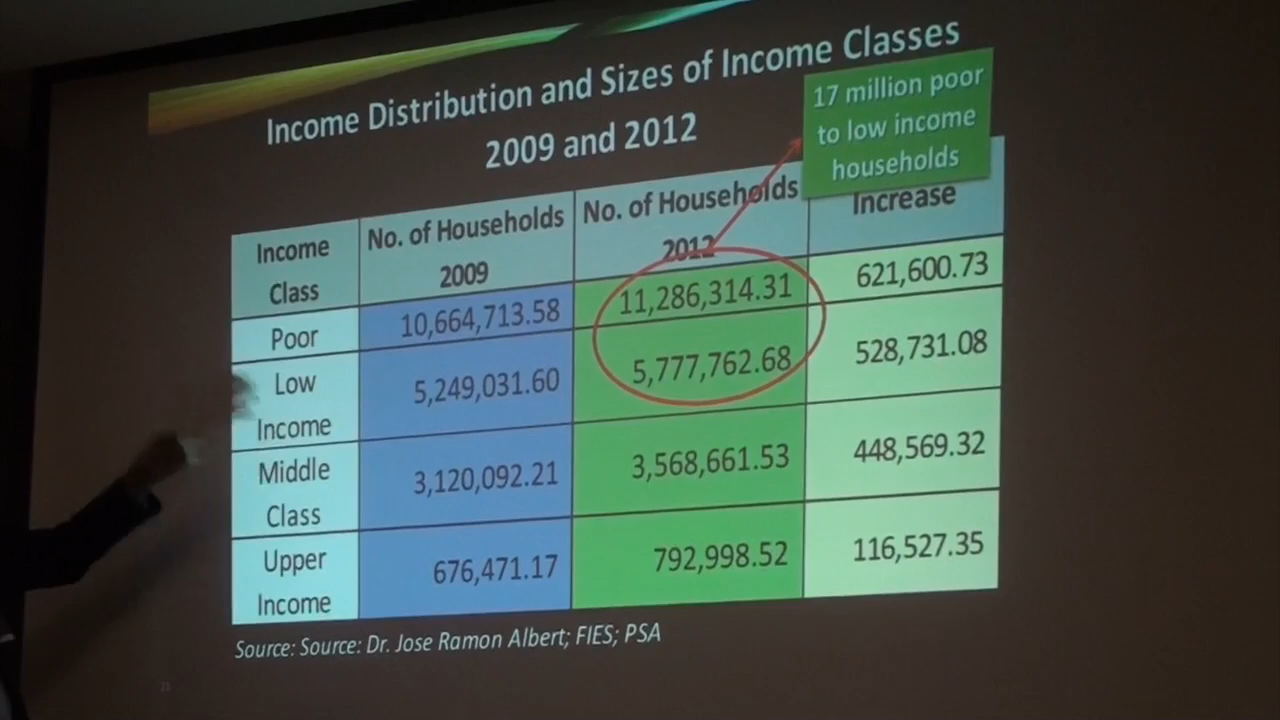 Income Distribution and Sizes of Income Classes
2009 and 2012
17 million poor
to low income
households
Income
Class
No. of Households
2009
No. of Households
2012
Increase
Poor
10,664,713.58
11,286,314.31
621,600.73
Low
Income
5,249,031.60
5,777,762.68
528,731.08
Middle
Class
3,120,092.21
3,568,661.53
448,569.32
Upper
Income
676,471.17
792,998.52
116,527.35
Source: Source: Dr. Jose Ramon Albert; FIES; PSA